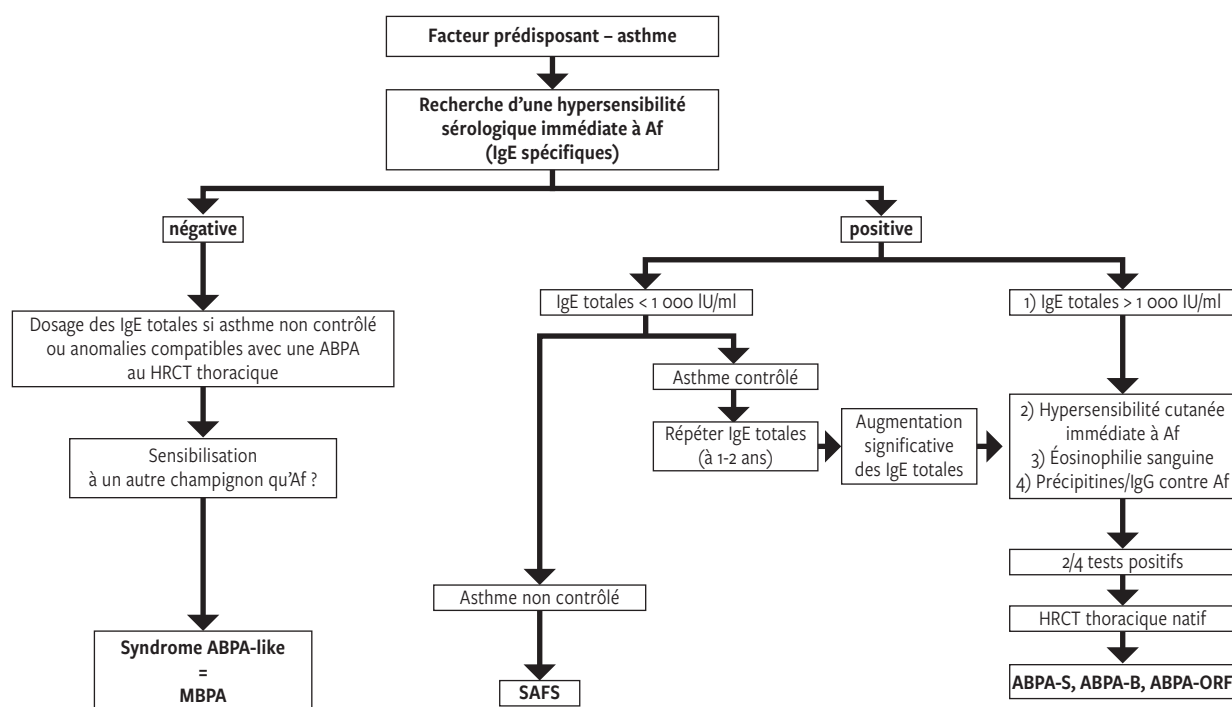 Facteur prédisposant – asthme
Recherche d'une hypersensibilité
sérologique immédiate à Af
(IgE spécifiques)
négative
positive
Dosage des IgE totales si asthme non contrôlé
ou anomalies compatibles avec une ABPA
au HRCT thoracique
Sensibilisation
à un autre champignon qu'Af ?
Syndrome ABPA-like
=
MBPA
IgE totales < 1 000 IU/ml
Asthme contrôlé
Répéter IgE totales
(à 1-2 ans)
Augmentation
significative
des IgE totales
Asthme non contrôlé
SAFS
1) IgE totales > 1 000 IU/ml
2) Hypersensibilité cutanée
immédiate à Af
3) Éosinophilie sanguine
4) Précipitines/IgG contre Af
2/4 tests positifs
HRCT thoracique natif
ABPA-S, ABPA-B, ABPA-ORF